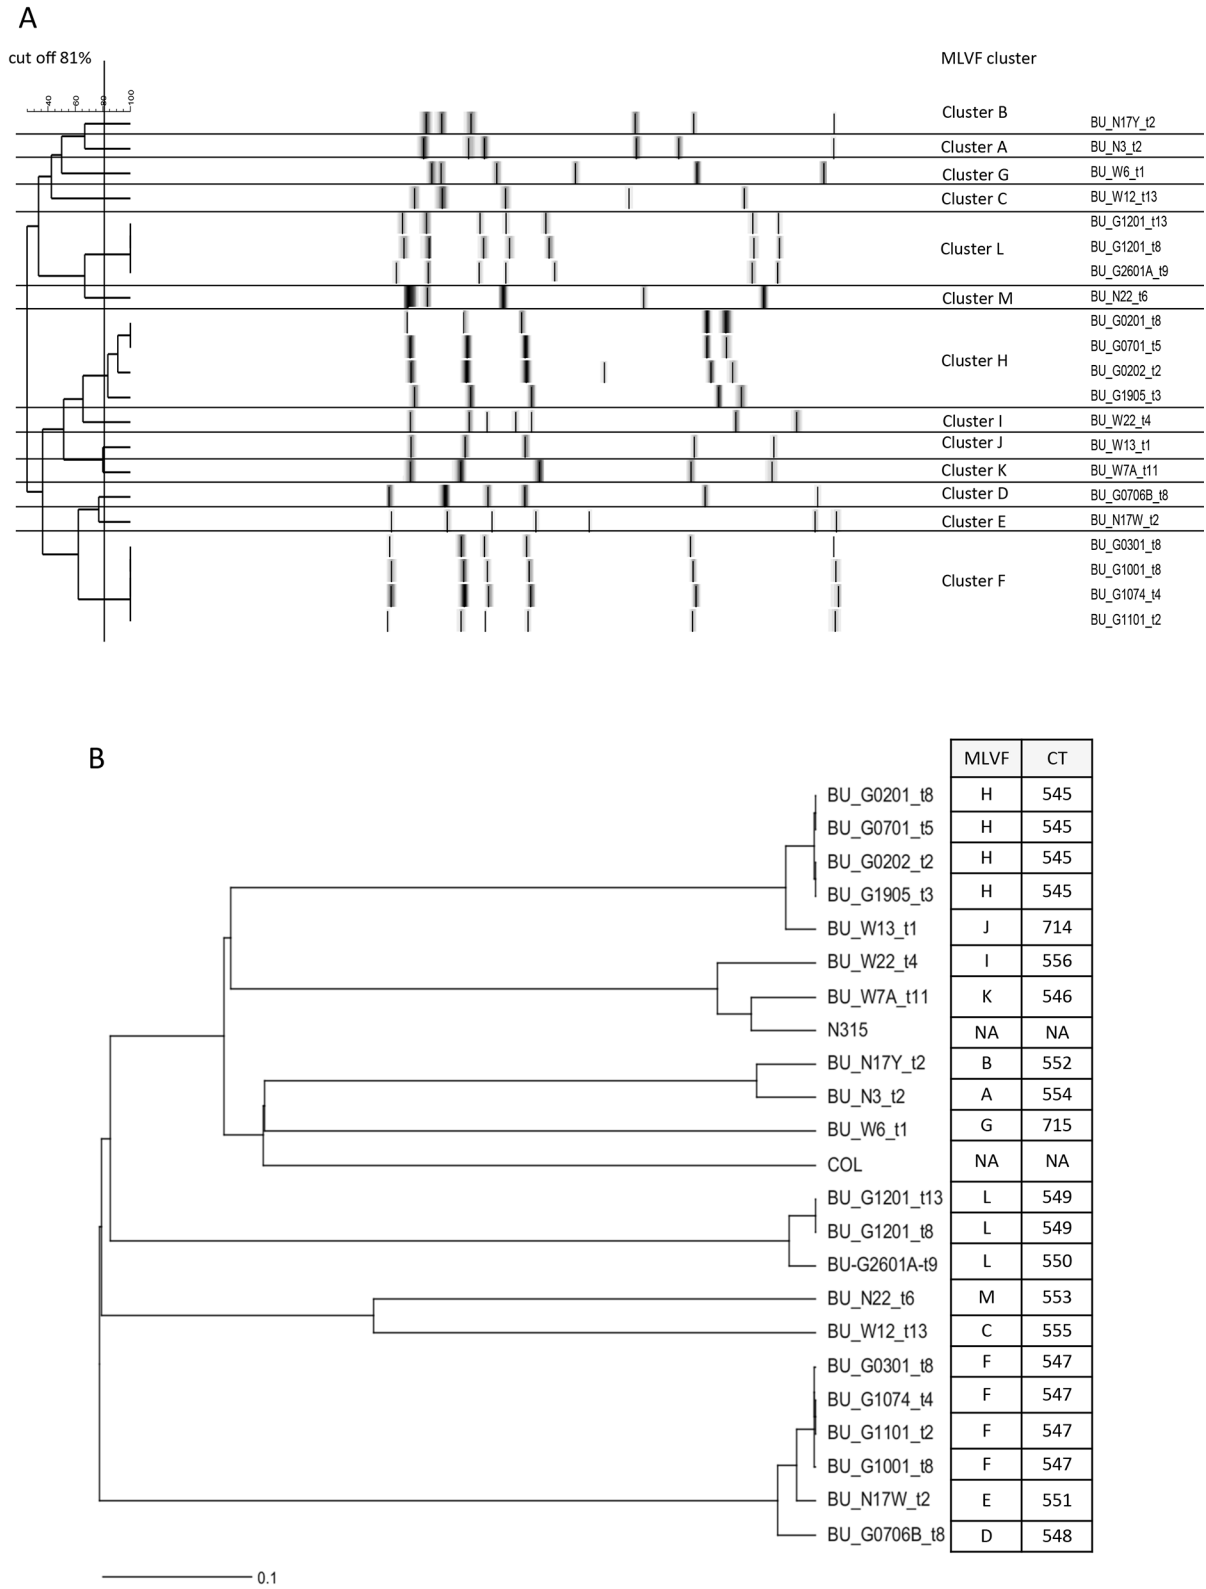 A
cut off 81%
MLVF cluster
40 60 80 100
Cluster B BU_N17Y_t2
Cluster A BU_N3_t2
Cluster G BU_W6_t1
Cluster C BU_W12_t13
BU_G1201_t13
Cluster L BU_G1201_t8
BU_G2601A_t9
Cluster M BU_N22_t6
BU_G0201_t8
BU_G0701_t5
Cluster H
BU_G0202_t2
BU_G1905_t3
Cluster I BU_W22_t4
Cluster J BU_W13_t1
Cluster K BU_W7A_t11
Cluster D BU_G0706B_t8
Cluster E BU_N17W_t2
BU_G0301_t8
BU_G1001_t8
Cluster F
BU_G1074_t4
BU_G1101_t2
B
MLVF CT
BU_G0201_t8 H 545
BU_G0701_t5 H 545
BU_G0202_t2 H 545
BU_G1905_t3 H 545
BU_W13_t1 J 714
BU_W22_t4 I 556
BU_W7A_t11 K 546
N315 NA NA
BU_N17Y_t2 B 552
BU_N3_t2 A 554
BU_W6_t1 G 715
COL NA NA
BU_G1201_t13 L 549
BU_G1201_t8 L 549
BU-G2601A-t9 L 550
BU_N22_t6 M 553
BU_W12_t13 C 555
BU_G0301_t8 F 547
BU_G1074_t4 F 547
BU_G1101_t2 F 547
BU_G1001_t8 F 547
BU_N17W_t2 E 551
BU_G0706B_t8 D 548
0.1